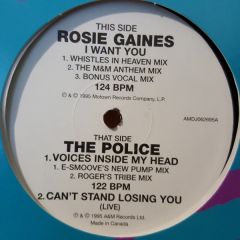 THIS SIDE
ROSIE GAINES
I WANT YOU
1. WHISTLES IN HEAVEN MIX
2. THE M&M ANTHEM MIX
3. BONUS VOCAL MIX
124 BPM
℗ & © 1995 Motown Records Company, L.P.
AMDJ062695A
THAT SIDE
THE POLICE
1. VOICES INSIDE MY HEAD
1. E-SMOOVE'S NEW PUMP MIX
2. ROGER'S TRIBE MIX
122 BPM
2. CAN'T STAND LOSING YOU
(LIVE)
℗ & © 1995 A&M Records Ltd.
Made in Canada.